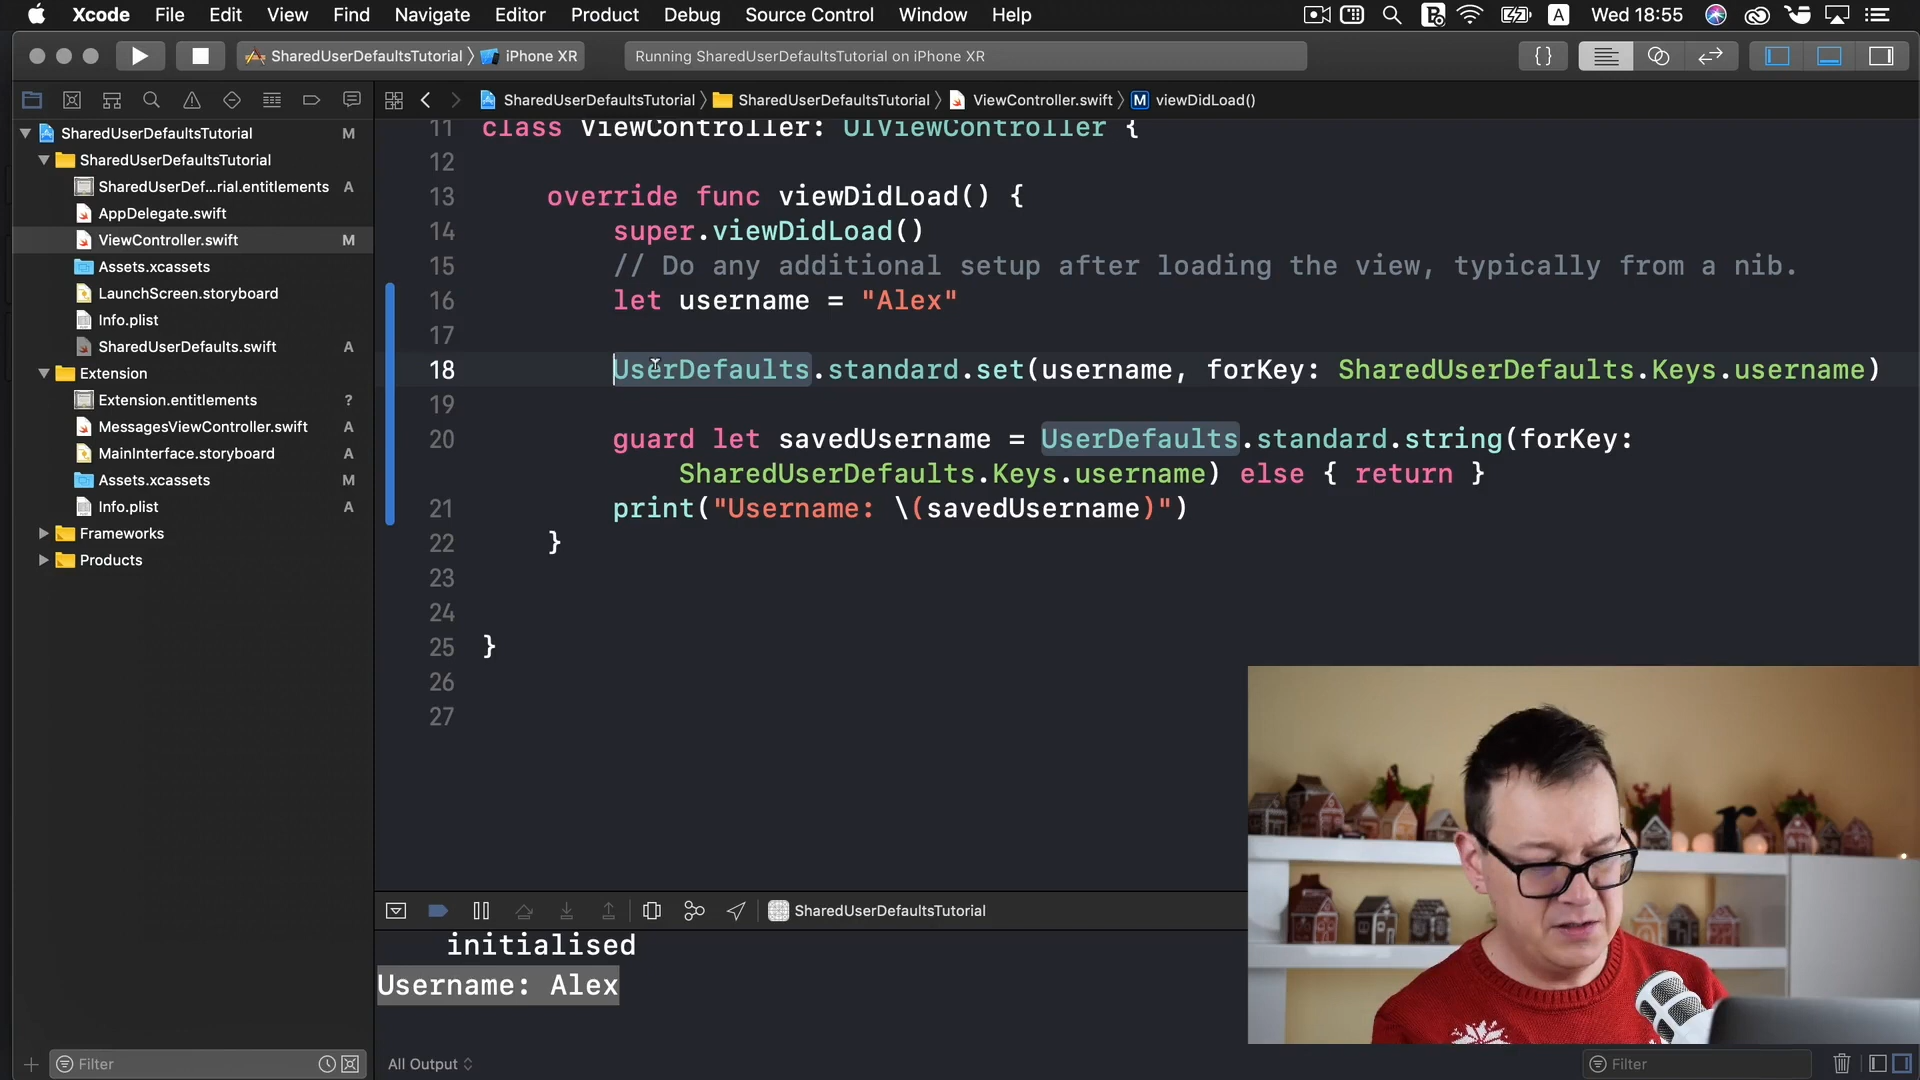 Xcode File Edit View Find Navigate Editor Product Debug Source Control Window Help A Wed 18:55
SharedUserDefaultsTutorial iPhone XR Running SharedUserDefaultsTutorial on iPhone XR {}
SharedUserDefaultsTutorial SharedUserDefaultsTutorial ViewController.swift M viewDidLoad()
SharedUserDefaultsTutorial M
SharedUserDefaultsTutorial
SharedUserDef...rial.entitlements A
AppDelegate.swift
ViewController.swift M
Assets.xcassets
LaunchScreen.storyboard
Info.plist
SharedUserDefaults.swift A
Extension
Extension.entitlements ?
MessagesViewController.swift A
MainInterface.storyboard A
Assets.xcassets M
Info.plist A
Frameworks
Products
Filter
11 class ViewController: UIViewController {
12
13 override func viewDidLoad() {
14 super.viewDidLoad()
15 // Do any additional setup after loading the view, typically from a nib.
16 let username = "Alex"
17
18 UserDefaults.standard.set(username, forKey: SharedUserDefaults.Keys.username)
19
20 guard let savedUsername = UserDefaults.standard.string(forKey:
SharedUserDefaults.Keys.username) else { return }
21 print("Username: \(savedUsername)")
22 }
23
24
25 }
26
27
SharedUserDefaultsTutorial
initialised
Username: Alex
All Output
Filter